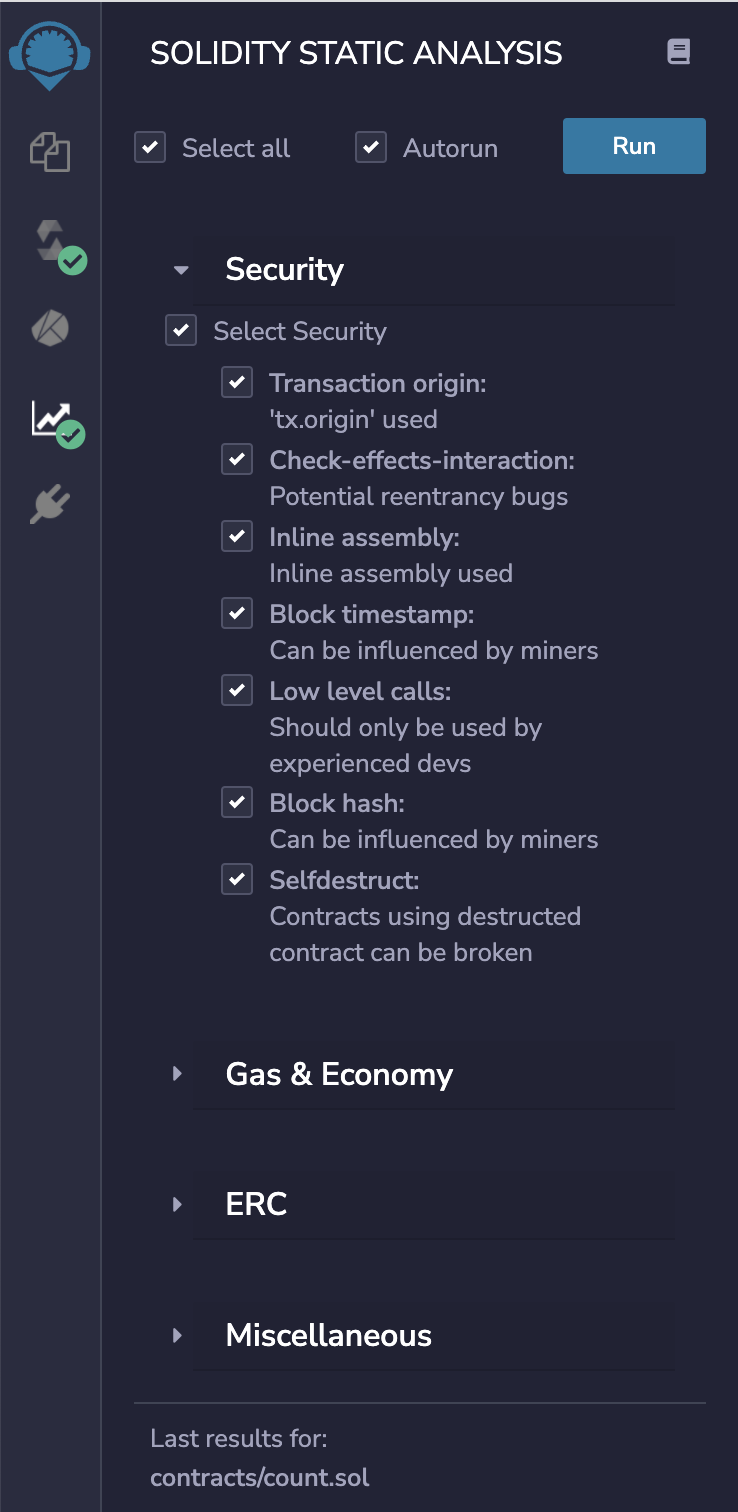 SOLIDITY STATIC ANALYSIS
Select all
Autorun
Run
Security
Select Security
Transaction origin:
'tx.origin' used
Check-effects-interaction:
Potential reentrancy bugs
Inline assembly:
Inline assembly used
Block timestamp:
Can be influenced by miners
Low level calls:
Should only be used by
experienced devs
Block hash:
Can be influenced by miners
Selfdestruct:
Contracts using destructed
contract can be broken
Gas & Economy
ERC
Miscellaneous
Last results for:
contracts/count.sol